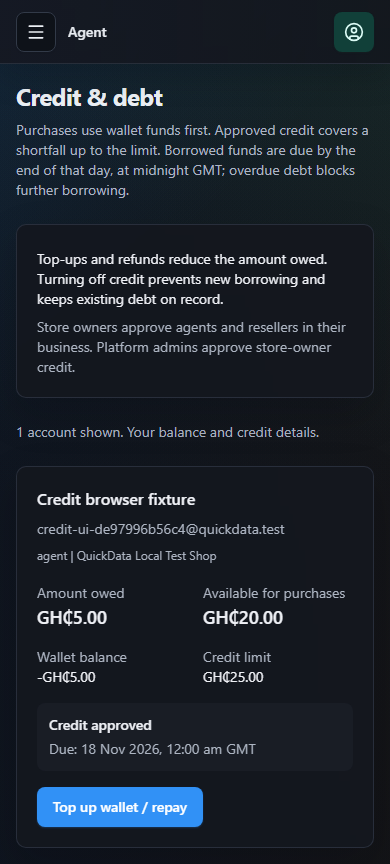 Agent
Credit & debt
Purchases use wallet funds first. Approved credit covers a
shortfall up to the limit. Borrowed funds are due by the
end of that day, at midnight GMT; overdue debt blocks
further borrowing.
Top-ups and refunds reduce the amount owed.
Turning off credit prevents new borrowing and
keeps existing debt on record.
Store owners approve agents and resellers in their
business. Platform admins approve store-owner
credit.
1 account shown. Your balance and credit details.
Credit browser fixture
credit-ui-de97996b56c4@quickdata.test
agent | QuickData Local Test Shop
Amount owed
GH₵5.00
Available for purchases
GH₵20.00
Wallet balance
-GH₵5.00
Credit limit
GH₵25.00
Credit approved
Due: 18 Nov 2026, 12:00 am GMT
Top up wallet / repay